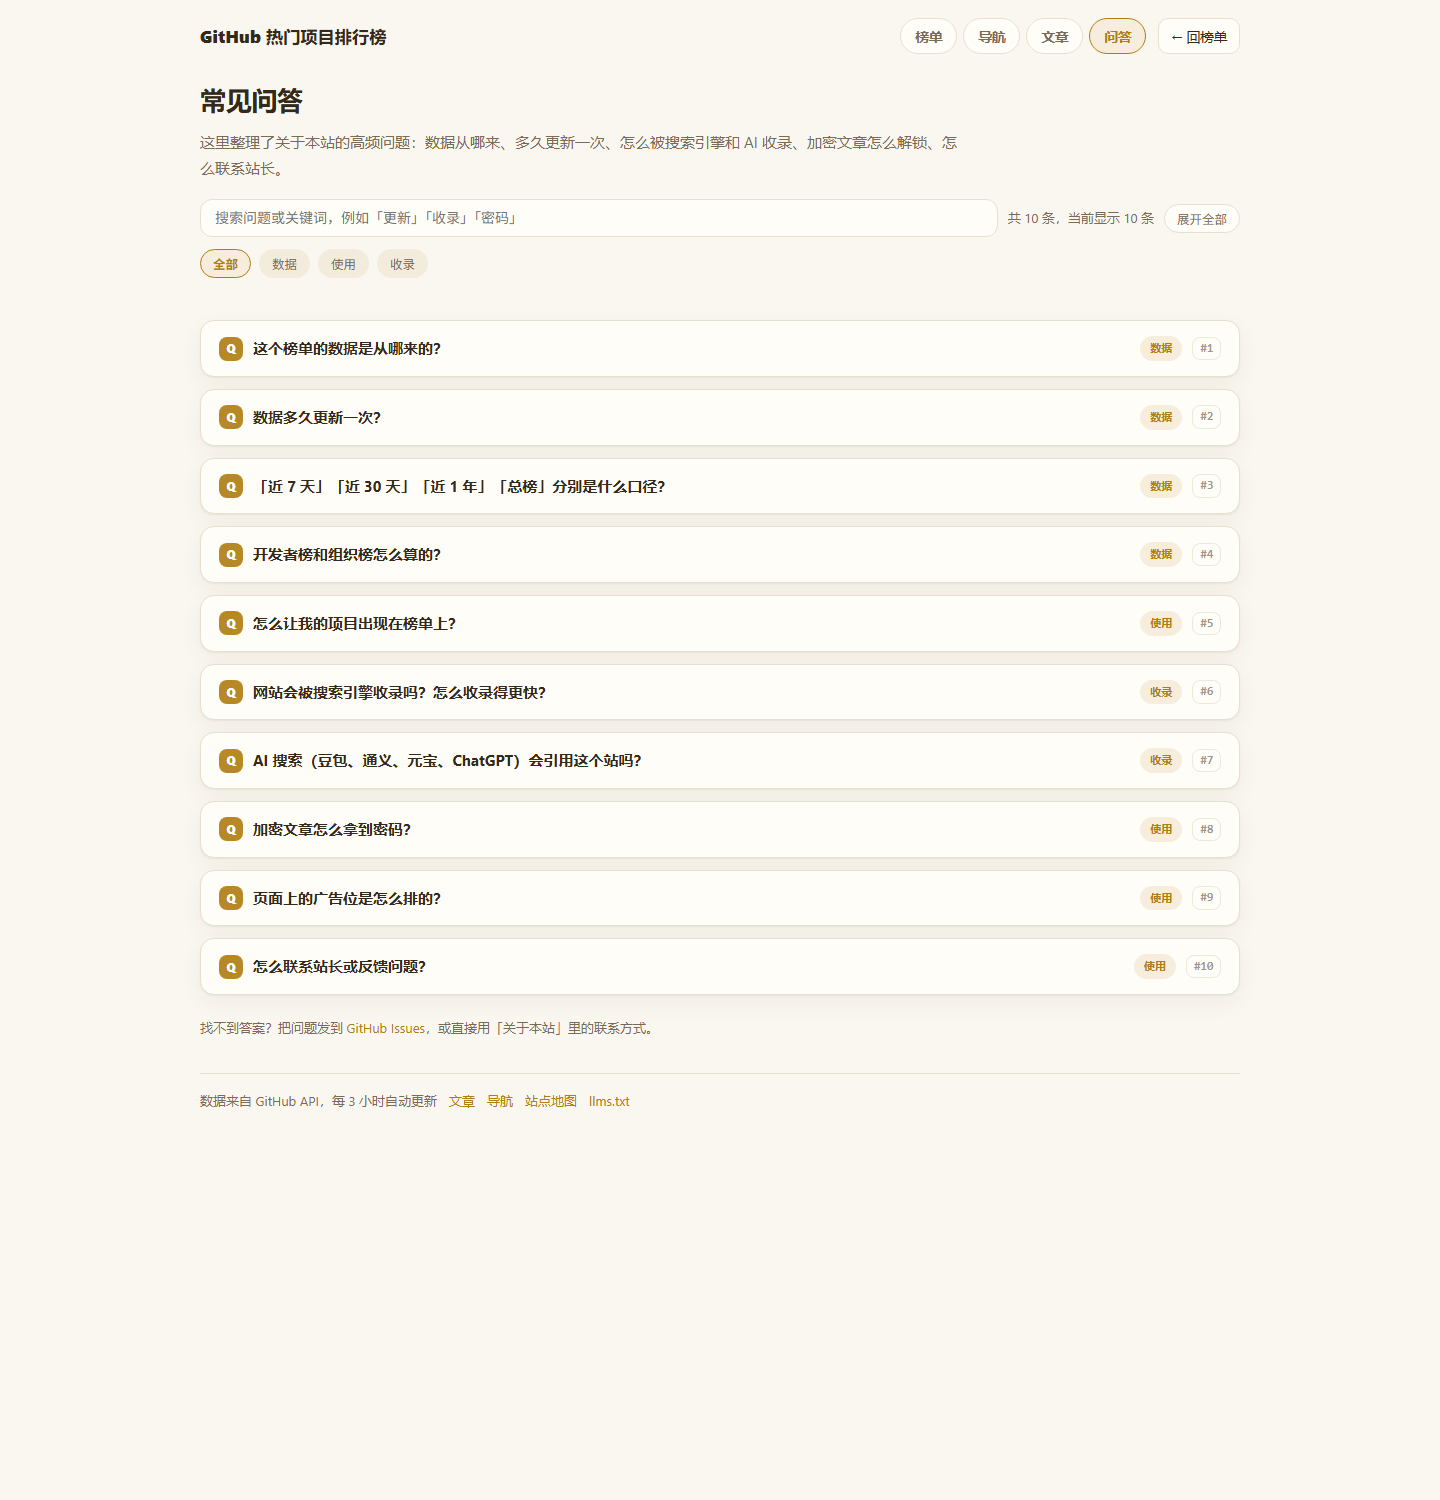 GitHub 热门项目排行榜
榜单 导航 文章 问答 ← 回榜单
常见问答
这里整理了关于本站的高频问题：数据从哪来、多久更新一次、怎么被搜索引擎和 AI 收录、加密文章怎么解锁、怎
么联系站长。
搜索问题或关键词，例如「更新」「收录」「密码」 共 10 条，当前显示 10 条 展开全部
全部 数据 使用 收录
Q 这个榜单的数据是从哪来的？ 数据 #1
Q 数据多久更新一次？ 数据 #2
Q 「近 7 天」「近 30 天」「近 1 年」「总榜」分别是什么口径？ 数据 #3
Q 开发者榜和组织榜怎么算的？ 数据 #4
Q 怎么让我的项目出现在榜单上？ 使用 #5
Q 网站会被搜索引擎收录吗？怎么收录得更快？ 收录 #6
Q AI 搜索（豆包、通义、元宝、ChatGPT）会引用这个站吗？ 收录 #7
Q 加密文章怎么拿到密码？ 使用 #8
Q 页面上的广告位是怎么排的？ 使用 #9
Q 怎么联系站长或反馈问题？ 使用 #10
找不到答案？把问题发到 GitHub Issues，或直接用「关于本站」里的联系方式。
数据来自 GitHub API，每 3 小时自动更新 文章 导航 站点地图 llms.txt